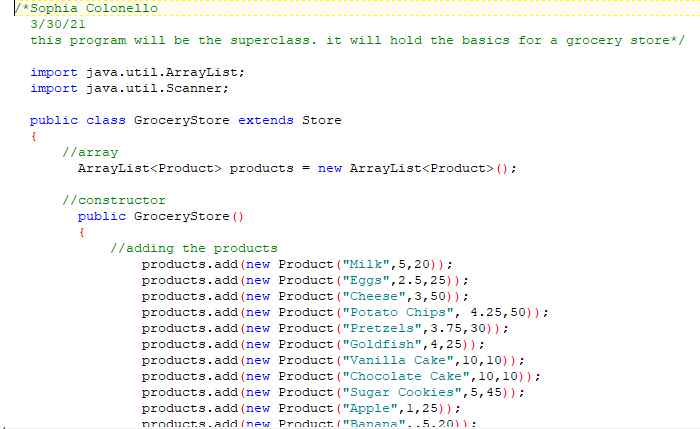 /*Sophia Colonello
3/30/21
this program will be the superclass. it will hold the basics for a grocery store*/
import java.util.ArrayList;
import java.util.Scanner;
public class GroceryStore extends Store
{
//array
ArrayList<Product> products = new ArrayList<Product>();
//constructor
public GroceryStore()
{
//adding the products
products.add(new Product("Milk",5,20));
products.add(new Product("Eggs",2.5,25));
products.add(new Product("Cheese",3,50));
products.add(new Product("Potato Chips", 4.25,50));
products.add(new Product("Pretzels",3.75,30));
products.add(new Product("Goldfish",4,25));
products.add(new Product("Vanilla Cake",10,10));
products.add(new Product("Chocolate Cake",10,10));
products.add(new Product("Sugar Cookies",5,45));
products.add(new Product("Apple",1,25));
products.add(new Product("Banana",.5,20));